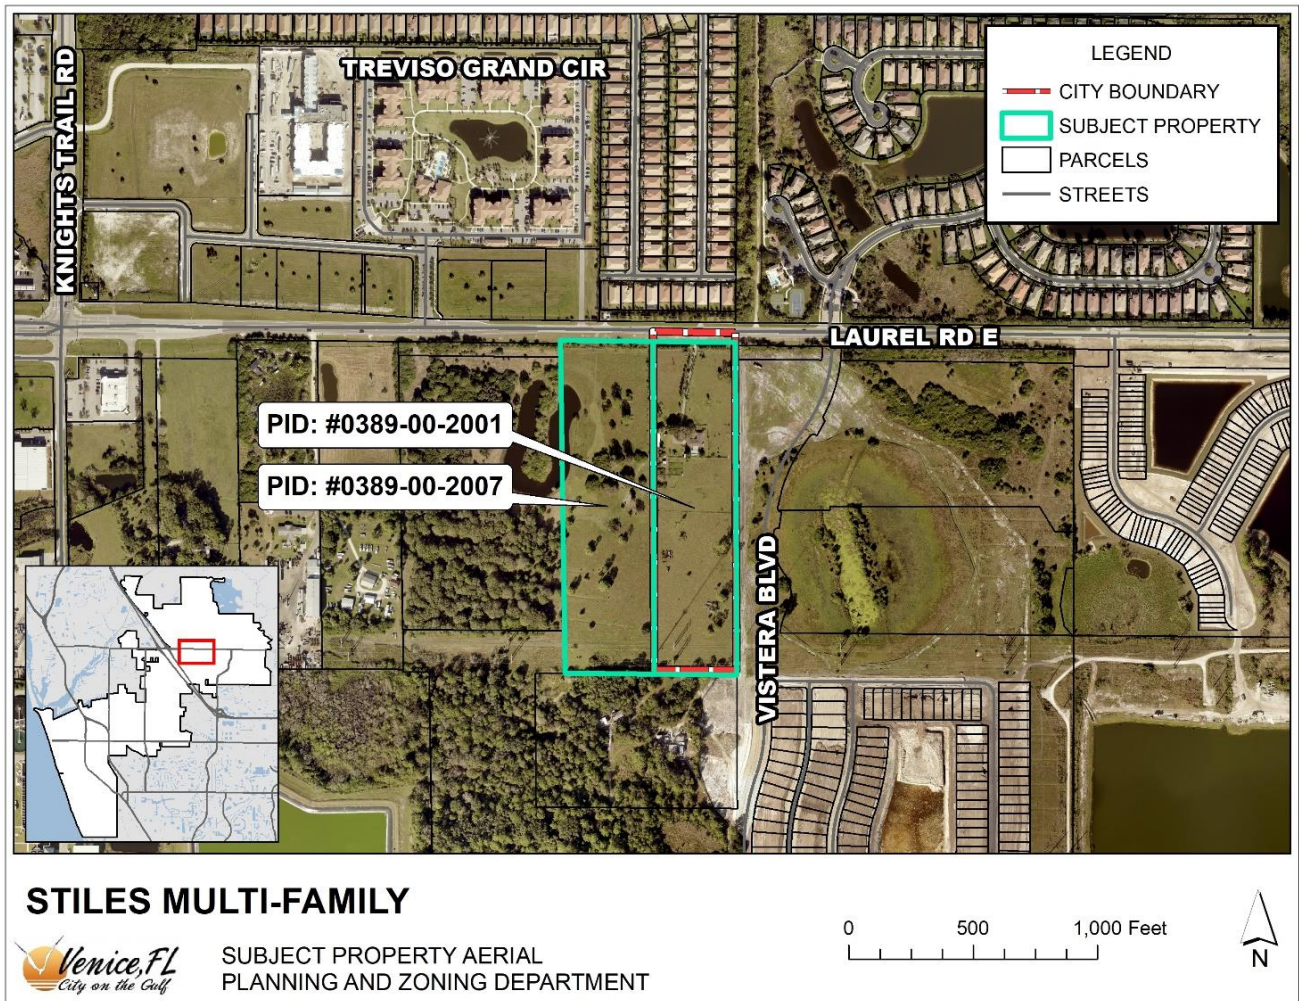 TREVISO GRAND CIR
KNIGHTS TRAIL RD
LEGEND
CITY BOUNDARY
SUBJECT PROPERTY
PARCELS
STREETS
LAUREL RD E
PID: #0389-00-2001
PID: #0389-00-2007
VISTERA BLVD
STILES MULTI-FAMILY
Venice, FL
City on the Gulf
SUBJECT PROPERTY AERIAL
PLANNING AND ZONING DEPARTMENT
0 500 1,000 Feet
N